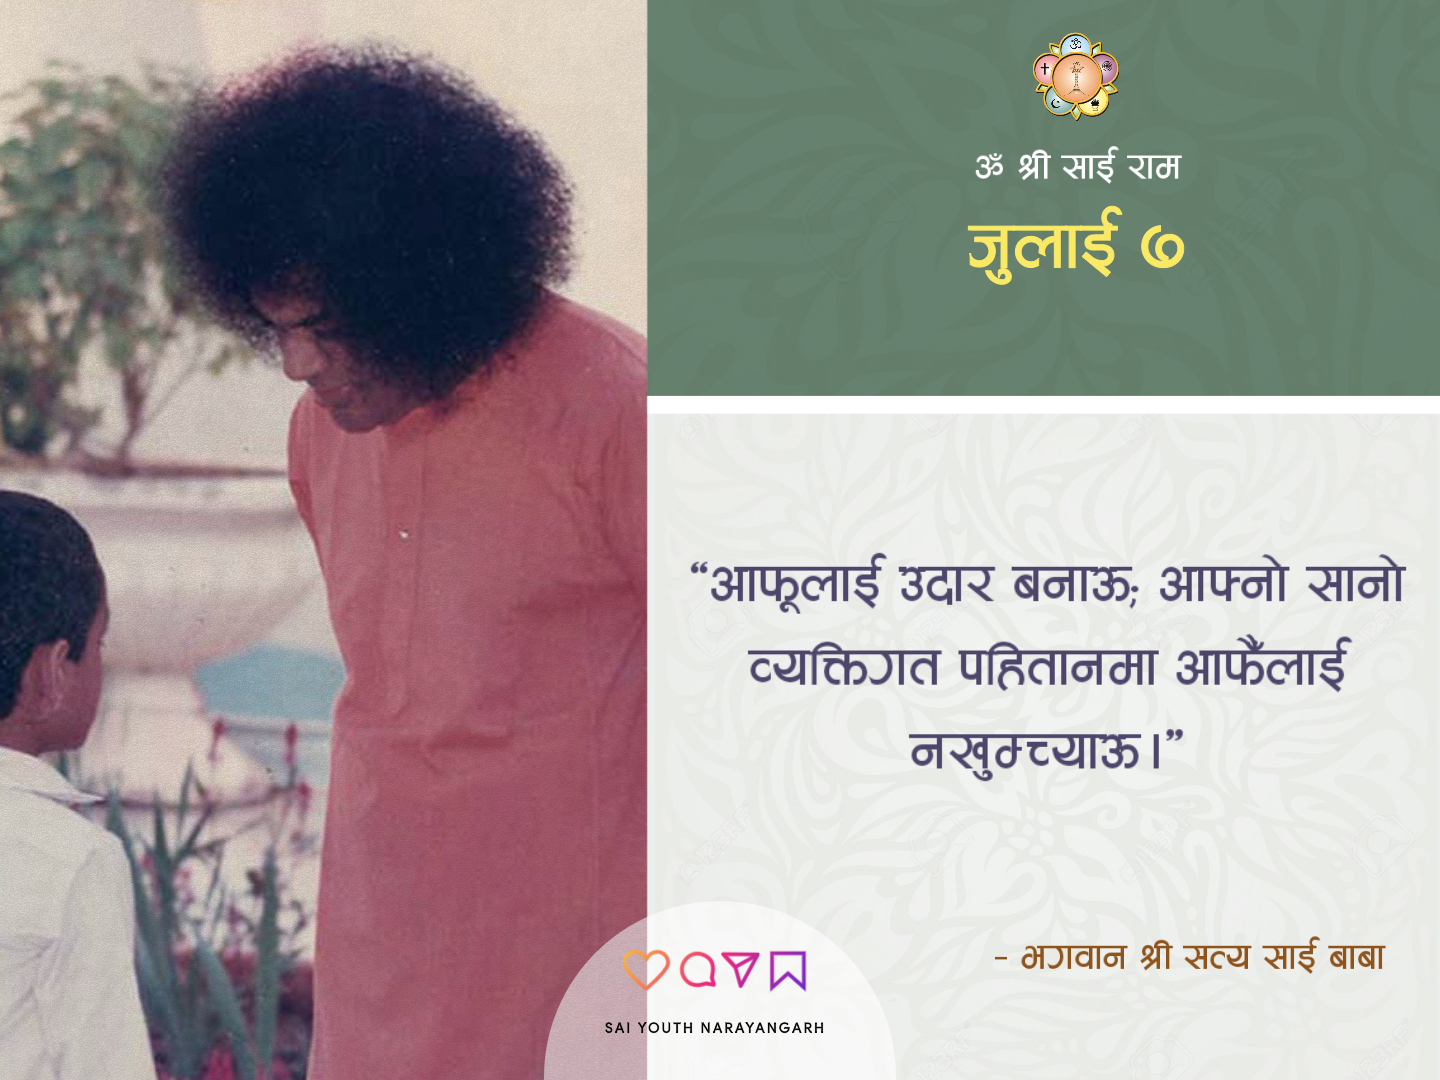 ॐ श्री साई राम
जुलाई ७
“आफूलाई उदार बनाऊ; आफ्नो सानो
व्यक्तिगत पहितानमा आफैँलाई
नखुम्च्याऊ।”
- भगवान श्री सत्य साई बाबा
SAI YOUTH NARAYANGARH